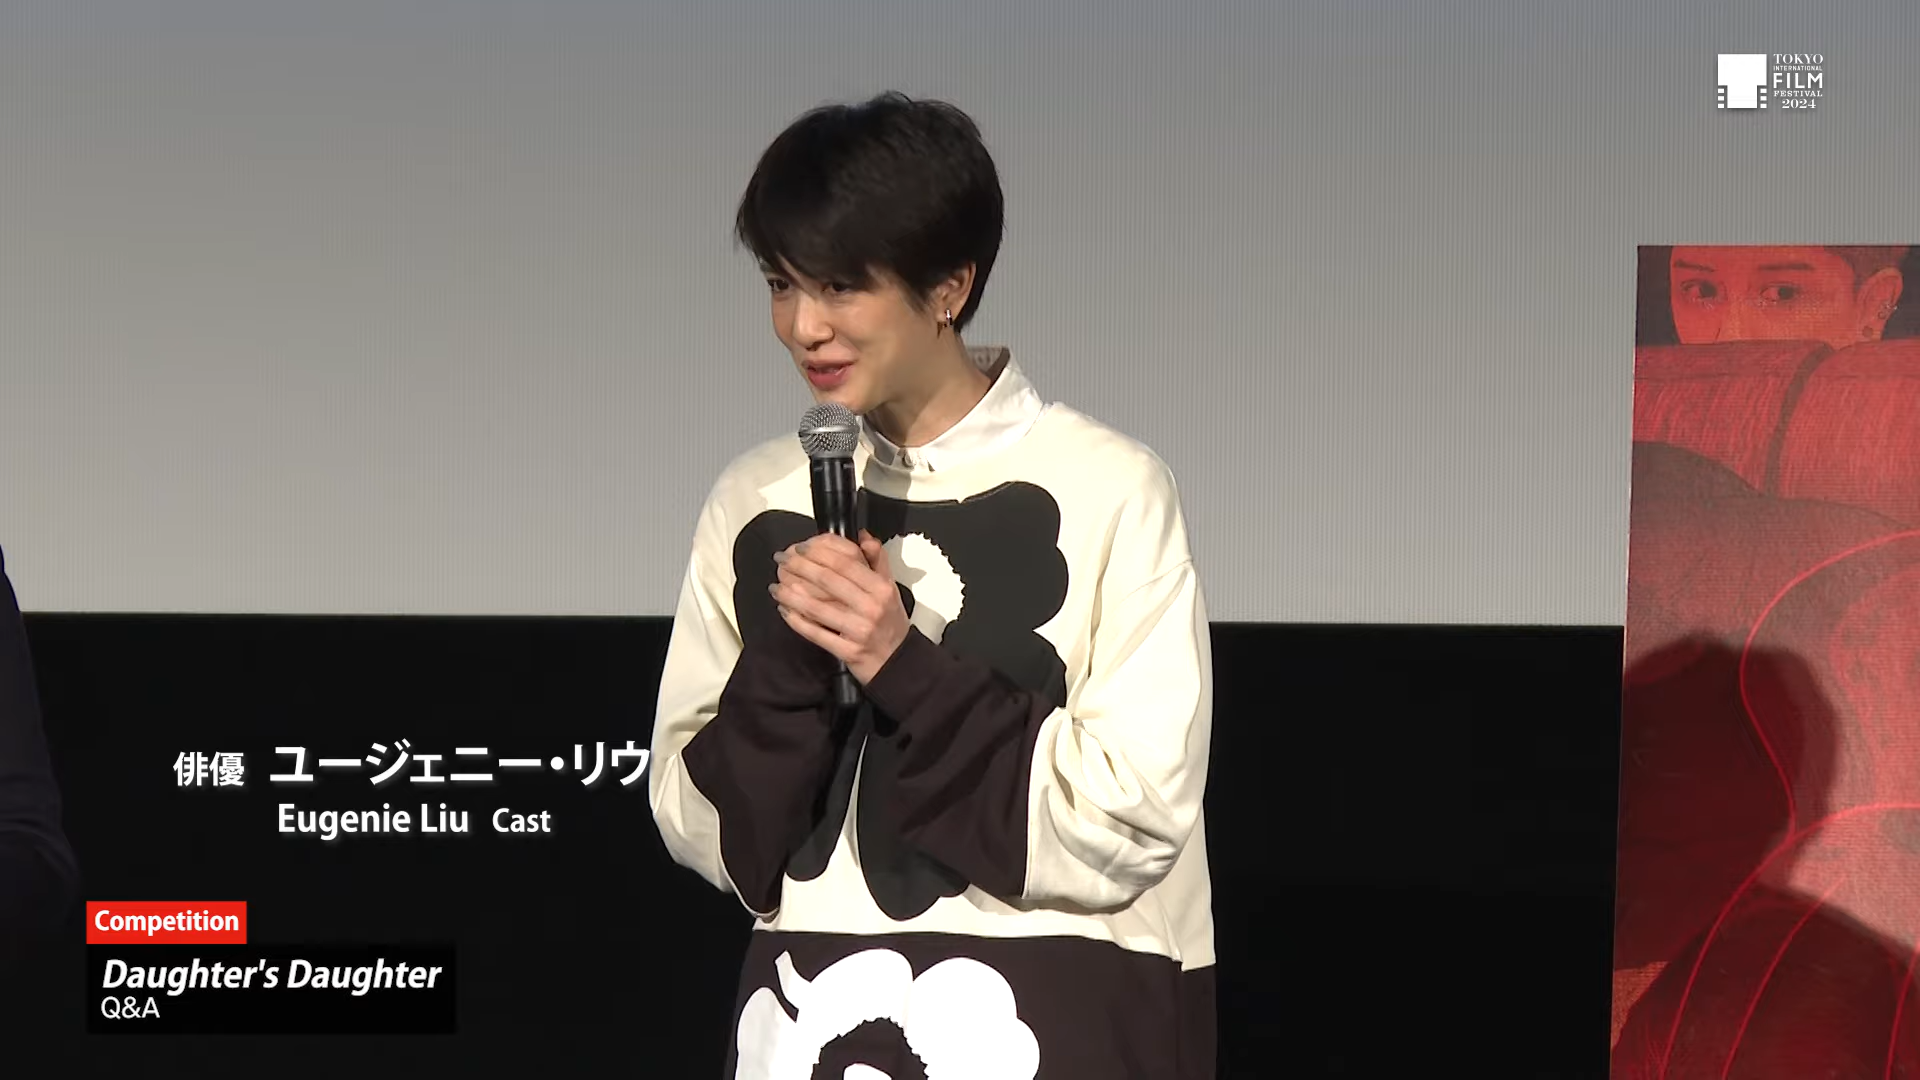 TOKYO
INTERNATIONAL
FILM
FESTIVAL
2024
俳優 ユージェニー・リウ
Eugenie Liu Cast
Competition
Daughter's Daughter
Q&A